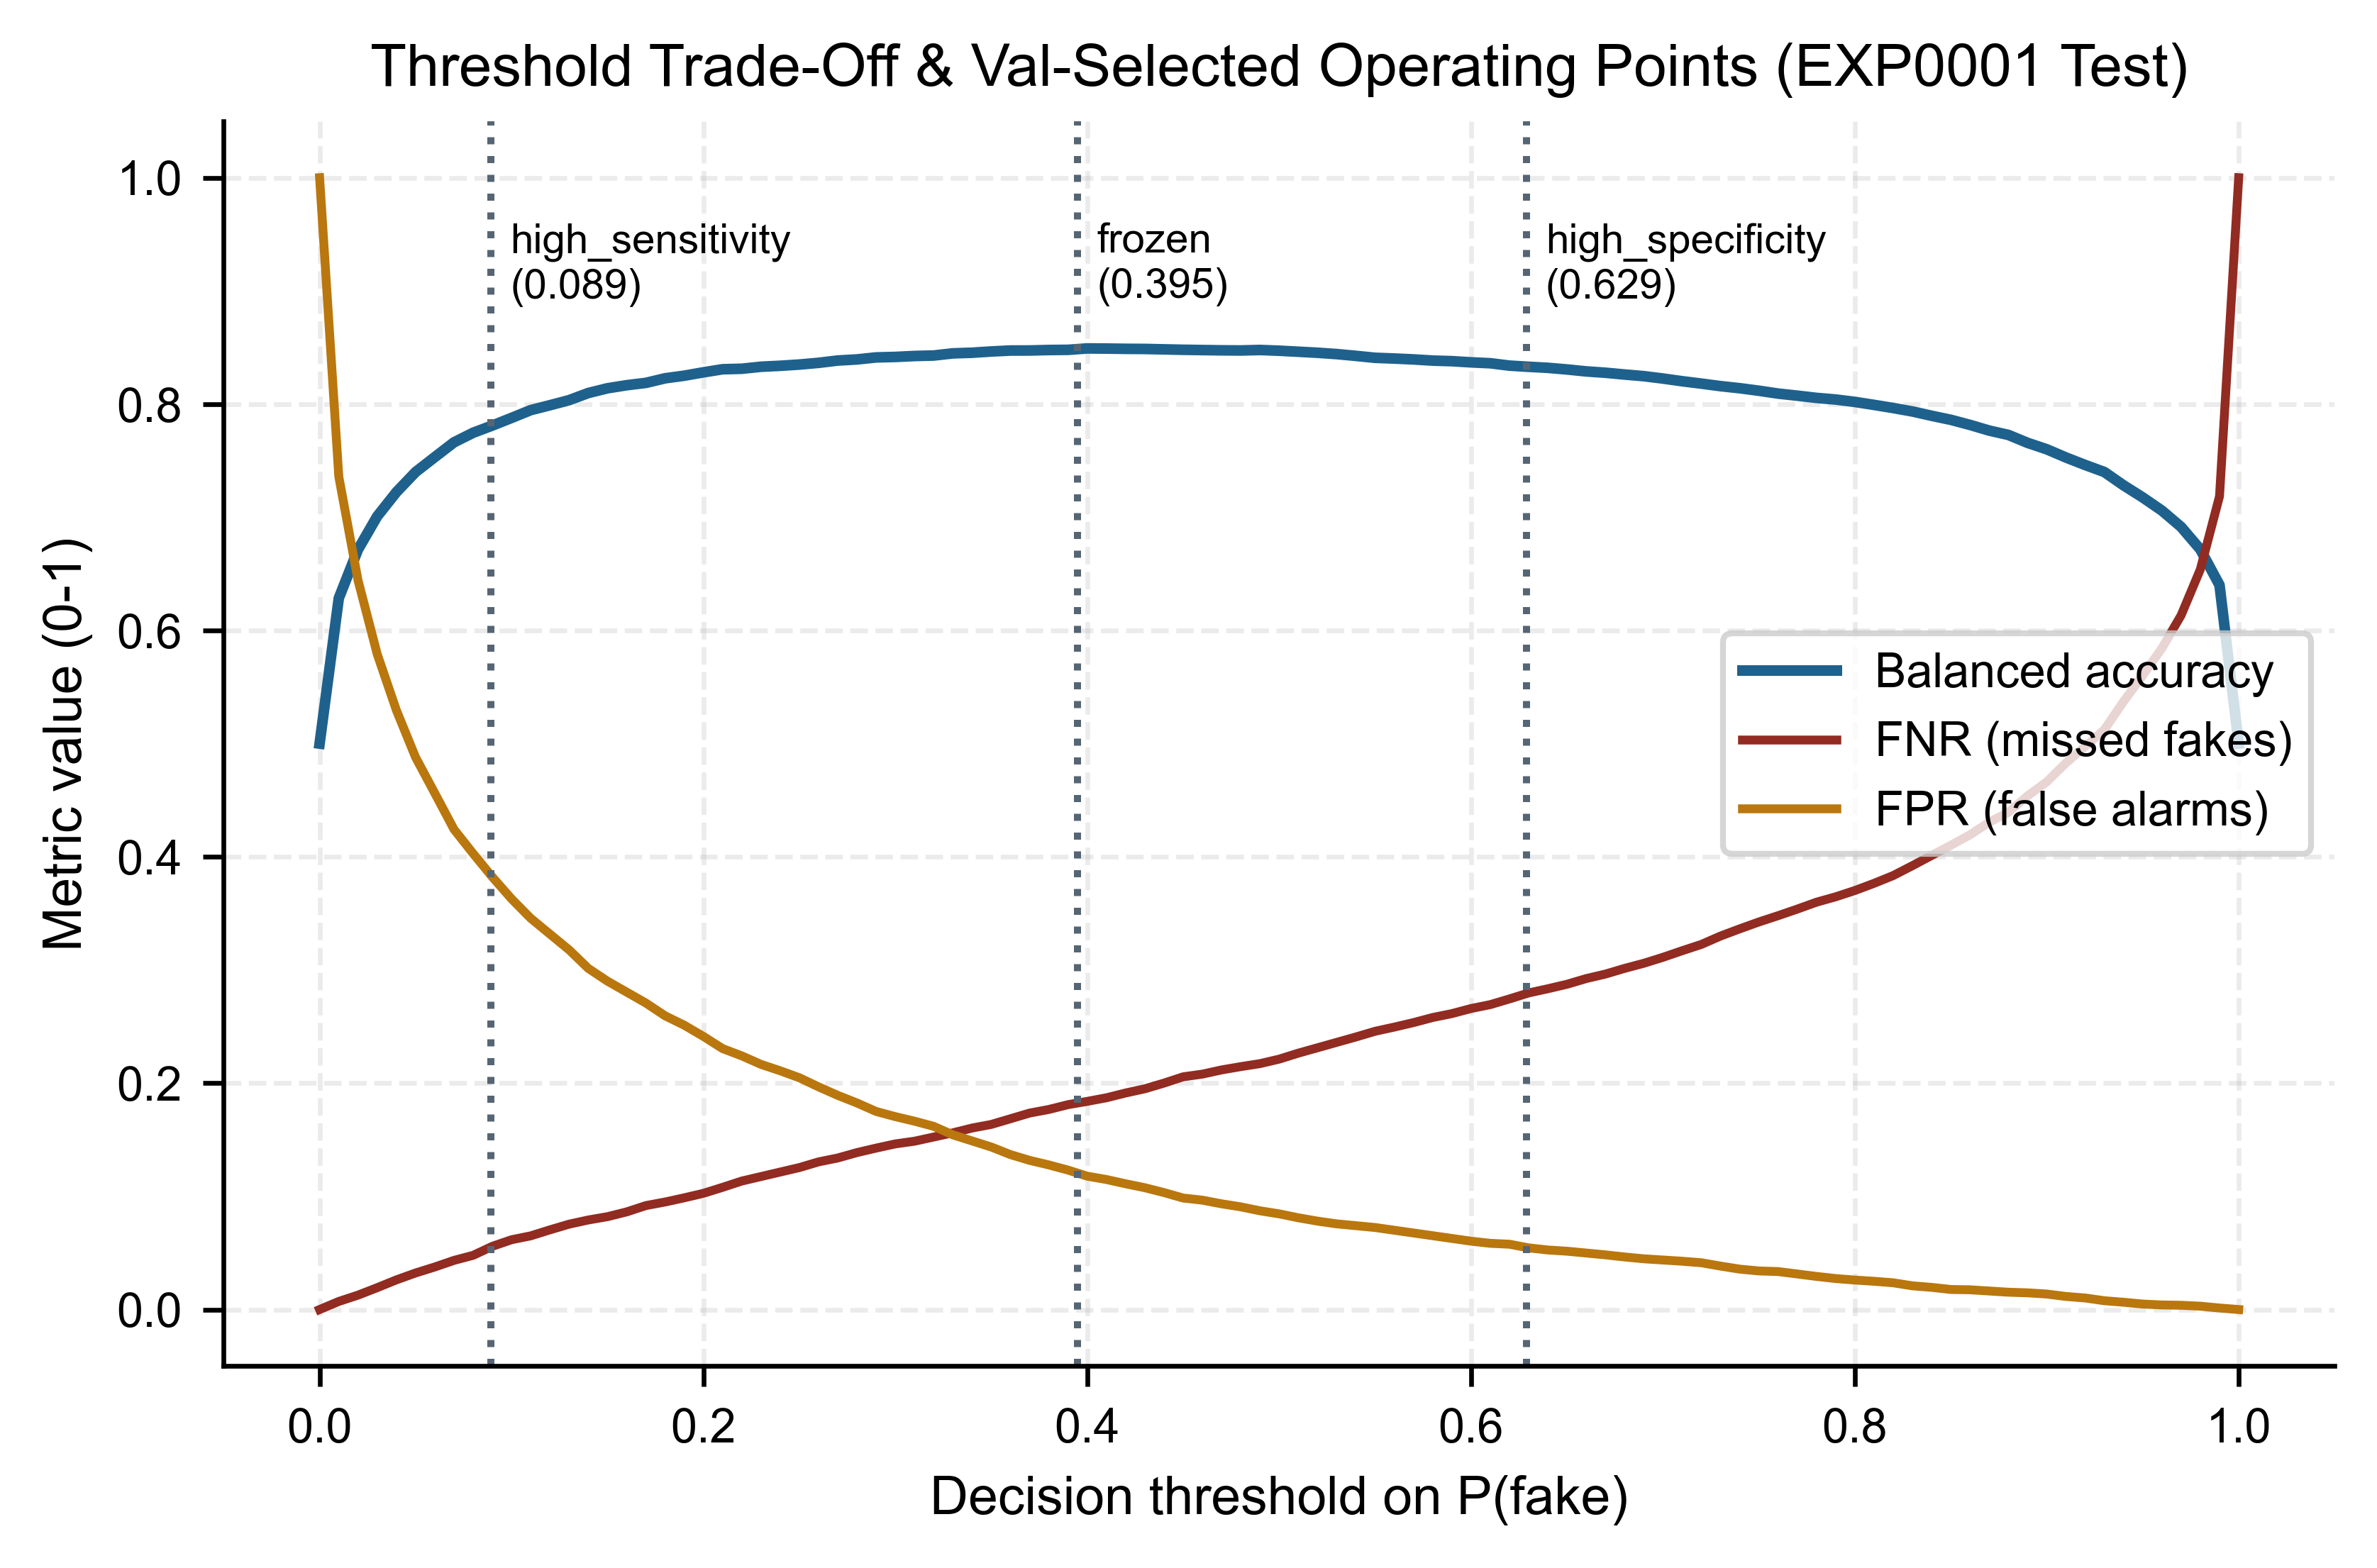 Threshold Trade-Off & Val-Selected Operating Points (EXP0001 Test)
Metric value (0-1)
1.0
0.8
0.6
0.4
0.2
0.0
high_sensitivity
(0.089)
frozen
(0.395)
high_specificity
(0.629)
Balanced accuracy
FNR (missed fakes)
FPR (false alarms)
0.0
0.2
0.4
0.6
0.8
1.0
Decision threshold on P(fake)